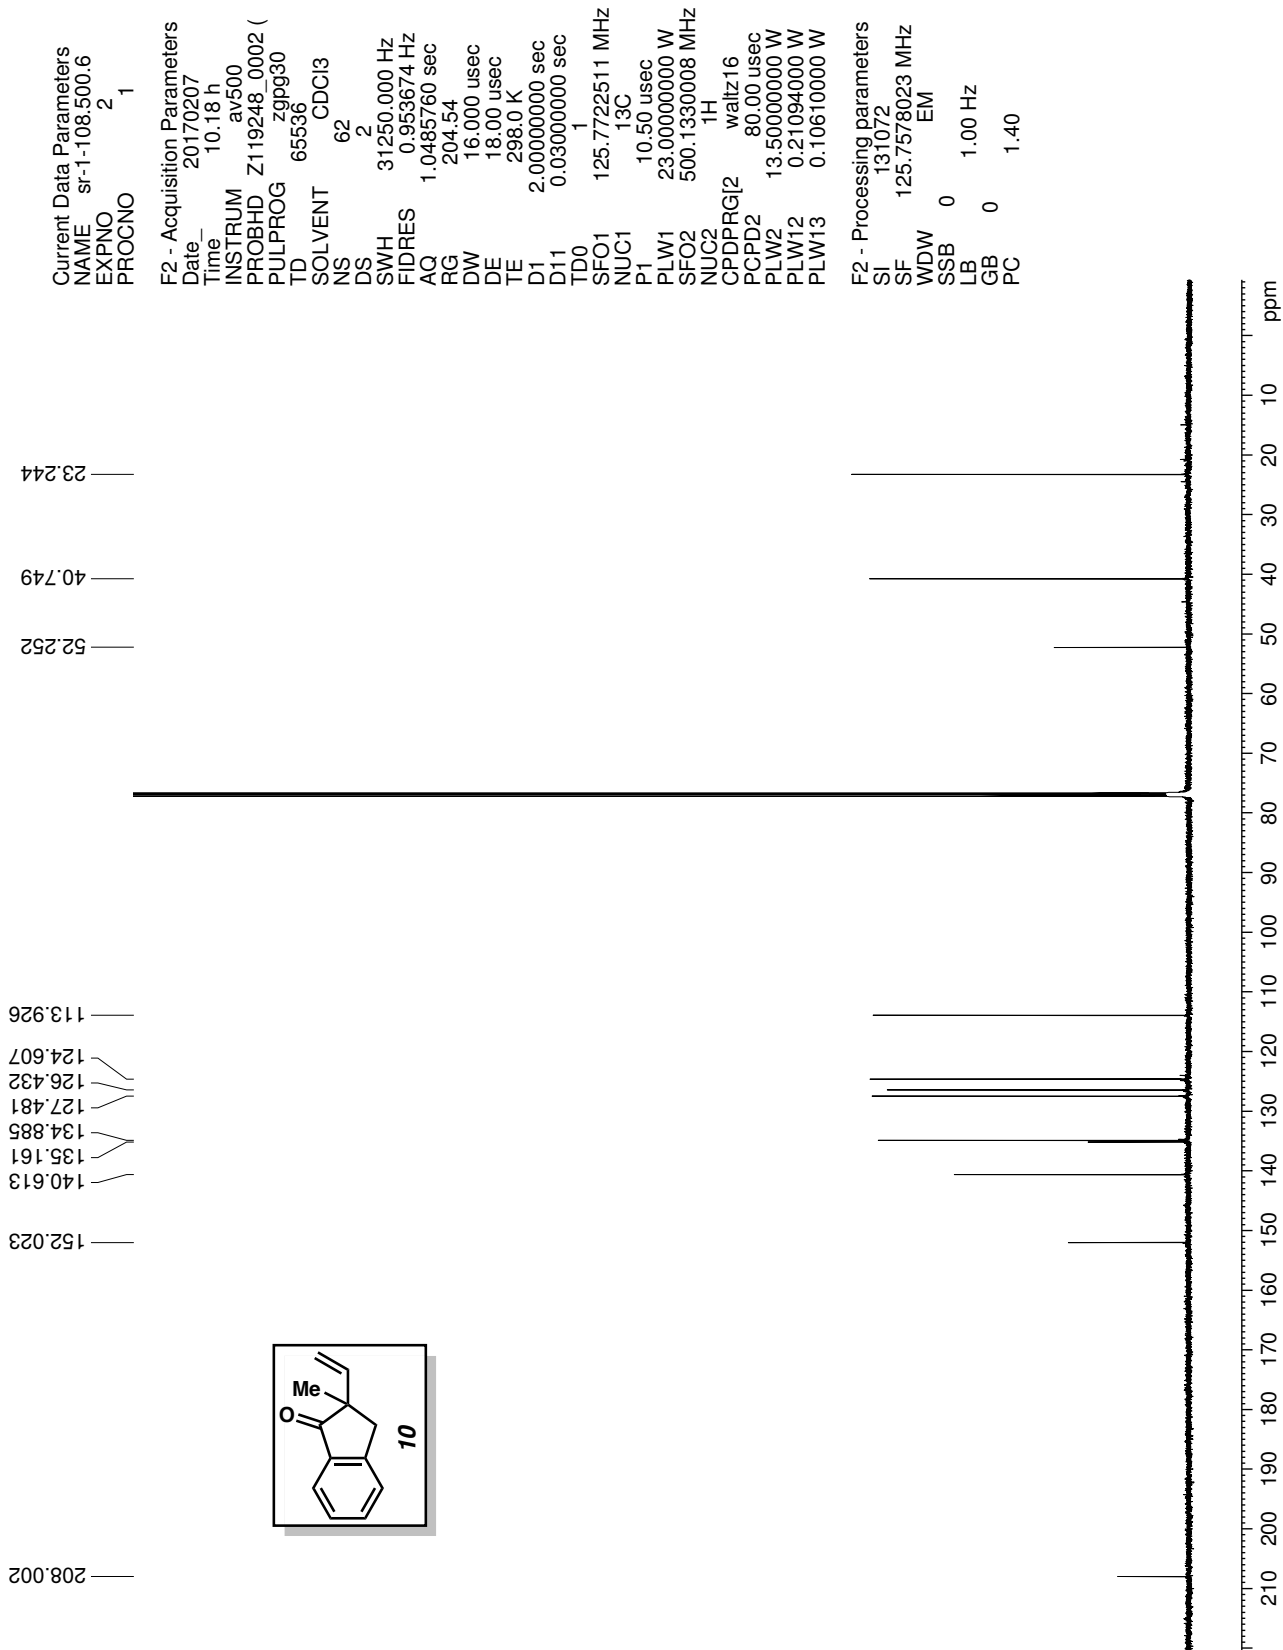 Current Data Parameters
NAME sr-1-108.500.6
EXPNO 2
PROCNO 1
F2 - Acquisition Parameters
Date_ 20170207
Time 10.18 h
INSTRUM av500
PROBHD Z119248_0002 (
PULPROG zgpg30
TD 65536
SOLVENT CDCl3
NS 62
DS 2
SWH 31250.000 Hz
FIDRES 0.953674 Hz
AQ 1.0485760 sec
RG 204.54
DW 16.000 usec
DE 18.00 usec
TE 298.0 K
D1 2.00000000 sec
D11 0.03000000 sec
TD0 1
SFO1 125.7722511 MHz
NUC1 13C
P1 10.50 usec
PLW1 23.00000000 W
SFO2 500.1330008 MHz
NUC2 1H
CPDPRG[2 waltz16
PCPD2 80.00 usec
PLW2 13.50000000 W
PLW12 0.21094000 W
PLW13 0.10610000 W
F2 - Processing parameters
SI 131072
SF 125.7578023 MHz
WDW EM
SSB 0
LB 1.00 Hz
GB 0
PC 1.40
208.002
152.023
140.613
135.161
134.885
127.481
126.432
124.607
113.926
52.252
40.749
23.244
O
Me
10
210 200 190 180 170 160 150 140 130 120 110 100 90 80 70 60 50 40 30 20 10 ppm